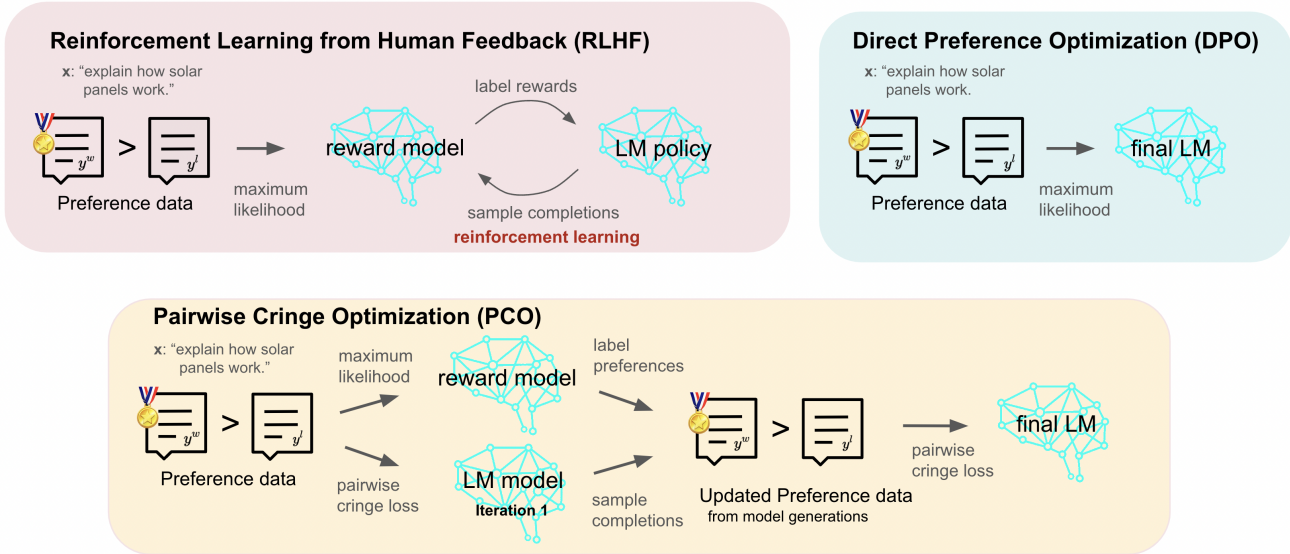 Reinforcement Learning from Human Feedback (RLHF)
x: “explain how solar
panels work.”
label rewards
y^w
>
y^l
reward model
LM policy
Preference data
maximum
likelihood
sample completions
reinforcement learning
Direct Preference Optimization (DPO)
x: “explain how solar
panels work.
y^w
>
y^l
final LM
Preference data
maximum
likelihood
Pairwise Cringe Optimization (PCO)
x: “explain how solar
panels work.”
y^w
>
y^l
Preference data
maximum
likelihood
reward model
pairwise
cringe loss
LM model
Iteration 1
label
preferences
sample
completions
y^w
>
y^l
Updated Preference data
from model generations
pairwise
cringe loss
final LM